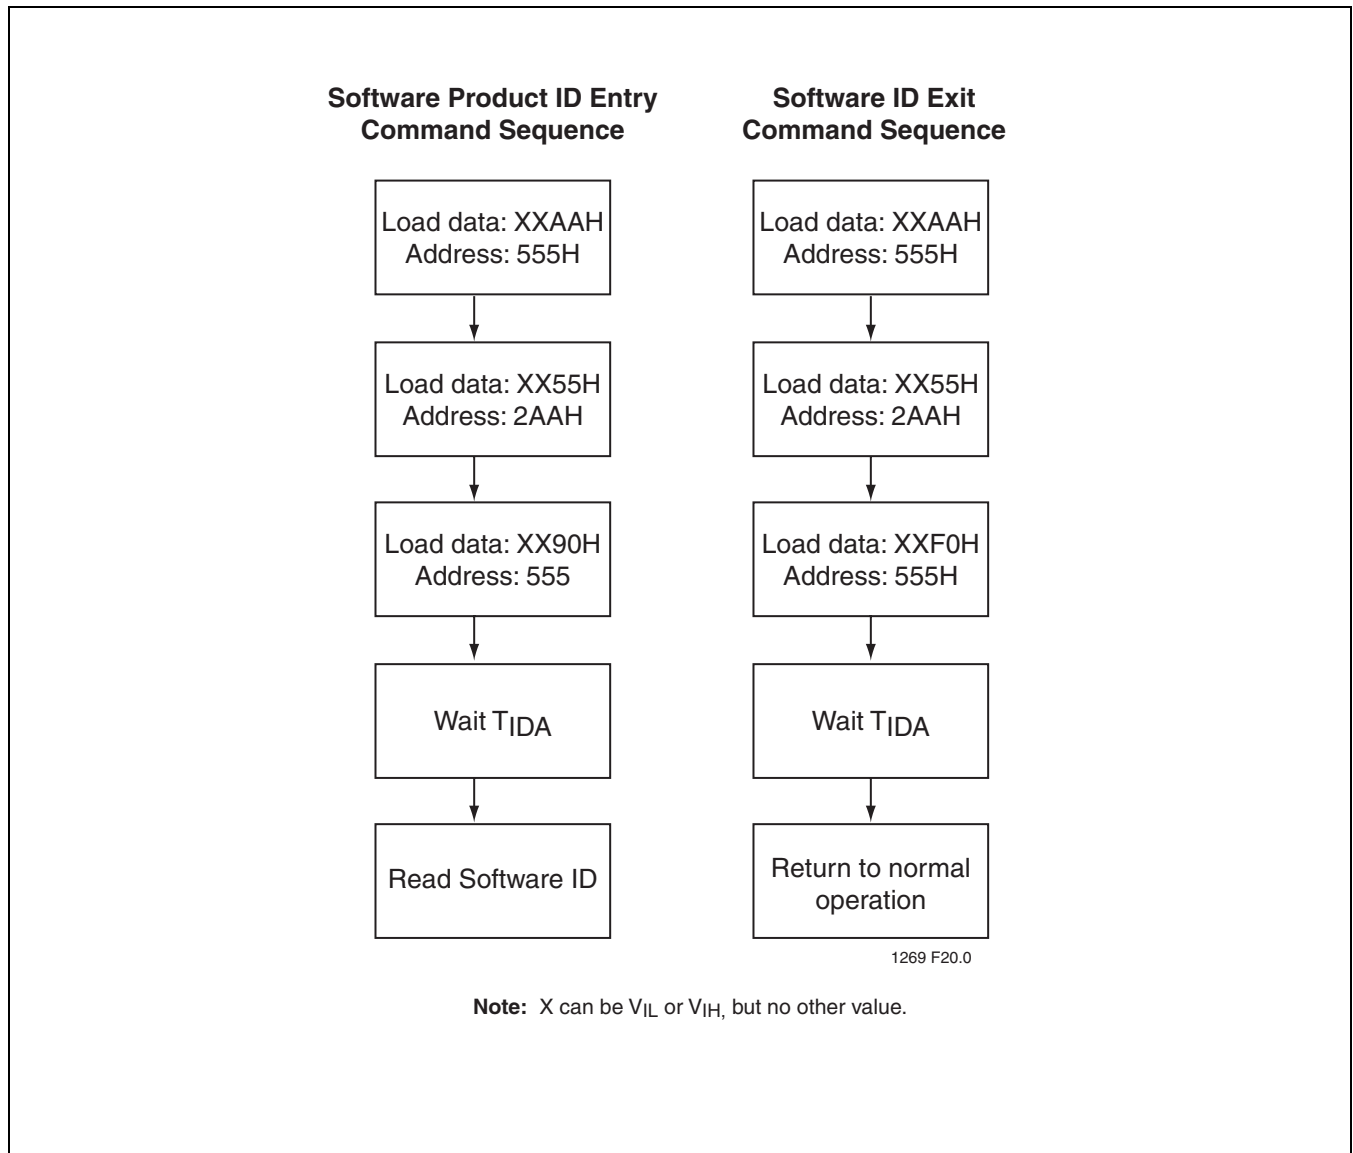 Software Product ID Entry
Command Sequence
Load data: XXAAH
Address: 555H
Load data: XX55H
Address: 2AAH
Load data: XX90H
Address: 555
Wait TIDA
Read Software ID
Software ID Exit
Command Sequence
Load data: XXAAH
Address: 555H
Load data: XX55H
Address: 2AAH
Load data: XXF0H
Address: 555H
Wait TIDA
Return to normal
operation
1269 F20.0
Note: X can be VIL or VIH, but no other value.